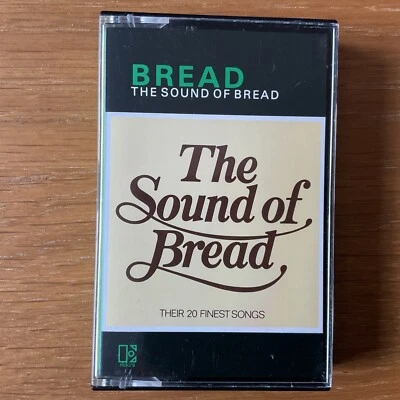 BREAD
THE SOUND OF BREAD
The
Sound of
Bread
THEIR 20 FINEST SONGS